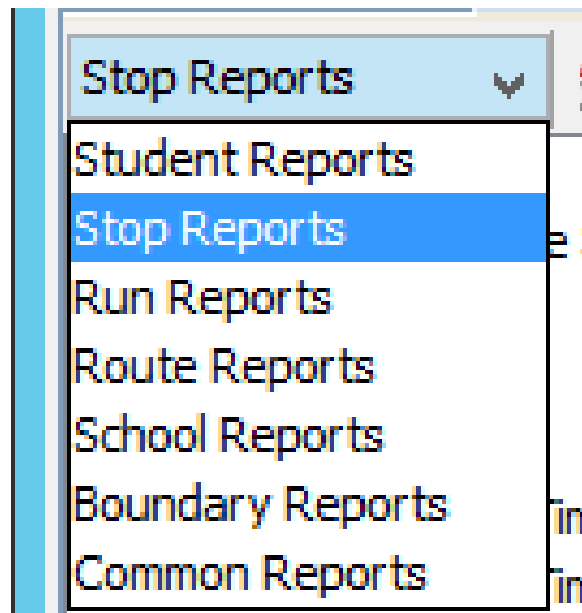 Stop Reports
Student Reports
Stop Reports
Run Reports
Route Reports
School Reports
Boundary Reports
Common Reports